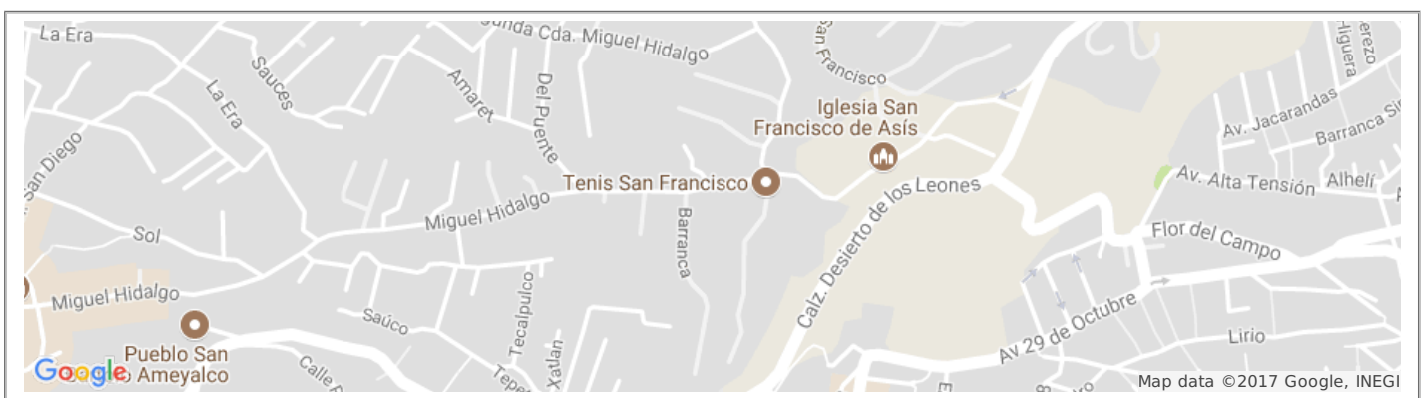 La Era
Cda. Miguel Hidalgo
Sauces
La Era
Amaret
Del Puente
San Francisco
Higuera
Iglesia San
Francisco de Asís
Av. Jacarandas
Barranca
San Diego
Tenis San Francisco
Calz. Desierto de los Leones
Av. Alta Tensión
Alhelí
Miguel Hidalgo
Barranca
Sol
Flor del Campo
Miguel Hidalgo
Saúco
Tecalpulco
Av 29 de Octubre
Lirio
Pueblo San
Ameyalco
Calle
Google
Map data ©2017 Google, INEGI